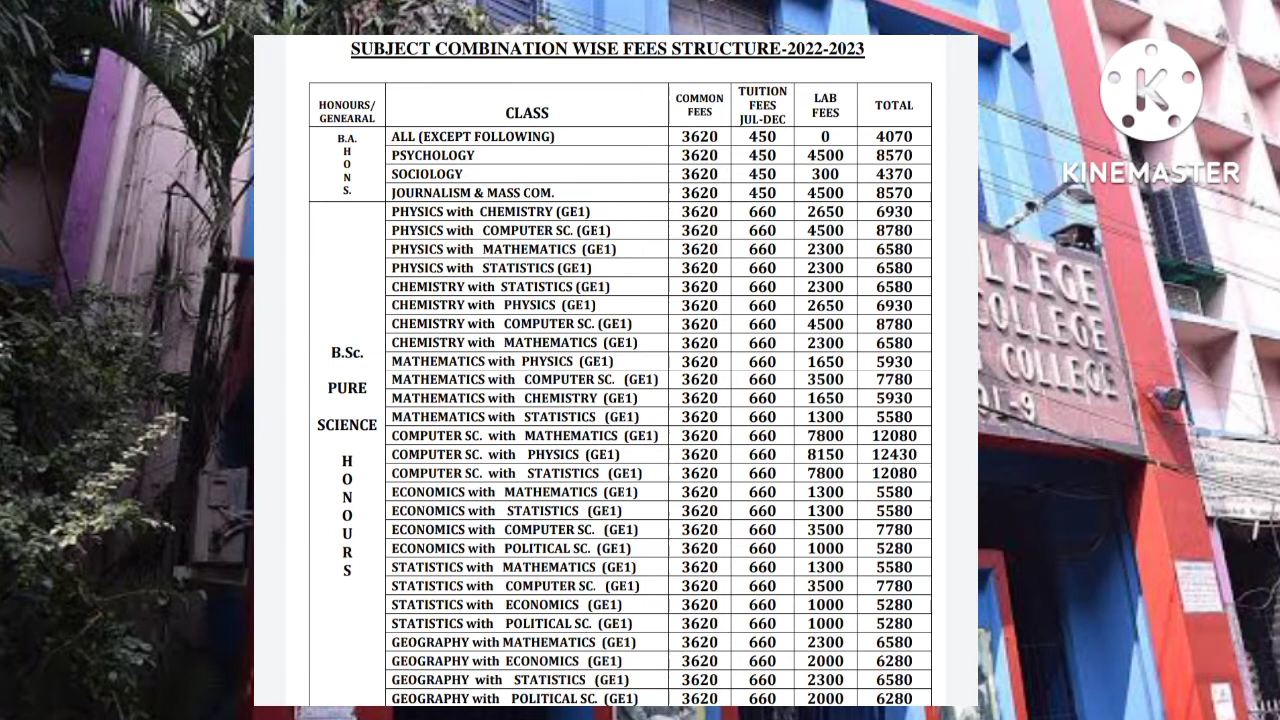 SUBJECT COMBINATION WISE FEES STRUCTURE-2022-2023
HONOURS/ GENEARAL CLASS COMMON FEES TUITION FEES JUL-DEC LAB FEES TOTAL
B.A. HONS.
ALL (EXCEPT FOLLOWING) 3620 450 0 4070
PSYCHOLOGY 3620 450 4500 8570
SOCIOLOGY 3620 450 300 4370
JOURNALISM & MASS COM. 3620 450 4500 8570
B.Sc. PURE SCIENCE HONOURS
PHYSICS with CHEMISTRY (GE1) 3620 660 2650 6930
PHYSICS with COMPUTER SC. (GE1) 3620 660 4500 8780
PHYSICS with MATHEMATICS (GE1) 3620 660 2300 6580
PHYSICS with STATISTICS (GE1) 3620 660 2300 6580
CHEMISTRY with STATISTICS (GE1) 3620 660 2300 6580
CHEMISTRY with PHYSICS (GE1) 3620 660 2650 6930
CHEMISTRY with COMPUTER SC. (GE1) 3620 660 4500 8780
CHEMISTRY with MATHEMATICS (GE1) 3620 660 2300 6580
MATHEMATICS with PHYSICS (GE1) 3620 660 1650 5930
MATHEMATICS with COMPUTER SC. (GE1) 3620 660 3500 7780
MATHEMATICS with CHEMISTRY (GE1) 3620 660 1650 5930
MATHEMATICS with STATISTICS (GE1) 3620 660 1300 5580
COMPUTER SC. with MATHEMATICS (GE1) 3620 660 7800 12080
COMPUTER SC. with PHYSICS (GE1) 3620 660 8150 12430
COMPUTER SC. with STATISTICS (GE1) 3620 660 7800 12080
ECONOMICS with MATHEMATICS (GE1) 3620 660 1300 5580
ECONOMICS with STATISTICS (GE1) 3620 660 1300 5580
ECONOMICS with COMPUTER SC. (GE1) 3620 660 3500 7780
ECONOMICS with POLITICAL SC. (GE1) 3620 660 1000 5280
STATISTICS with MATHEMATICS (GE1) 3620 660 1300 5580
STATISTICS with COMPUTER SC. (GE1) 3620 660 3500 7780
STATISTICS with ECONOMICS (GE1) 3620 660 1000 5280
STATISTICS with POLITICAL SC. (GE1) 3620 660 1000 5280
GEOGRAPHY with MATHEMATICS (GE1) 3620 660 2300 6580
GEOGRAPHY with ECONOMICS (GE1) 3620 660 2000 6280
GEOGRAPHY with STATISTICS (GE1) 3620 660 2300 6580
GEOGRAPHY with POLITICAL SC. (GE1) 3620 660 2000 6280
K
KINEMASTER
LLEGE
COLLEGE
COLLEGE
-9